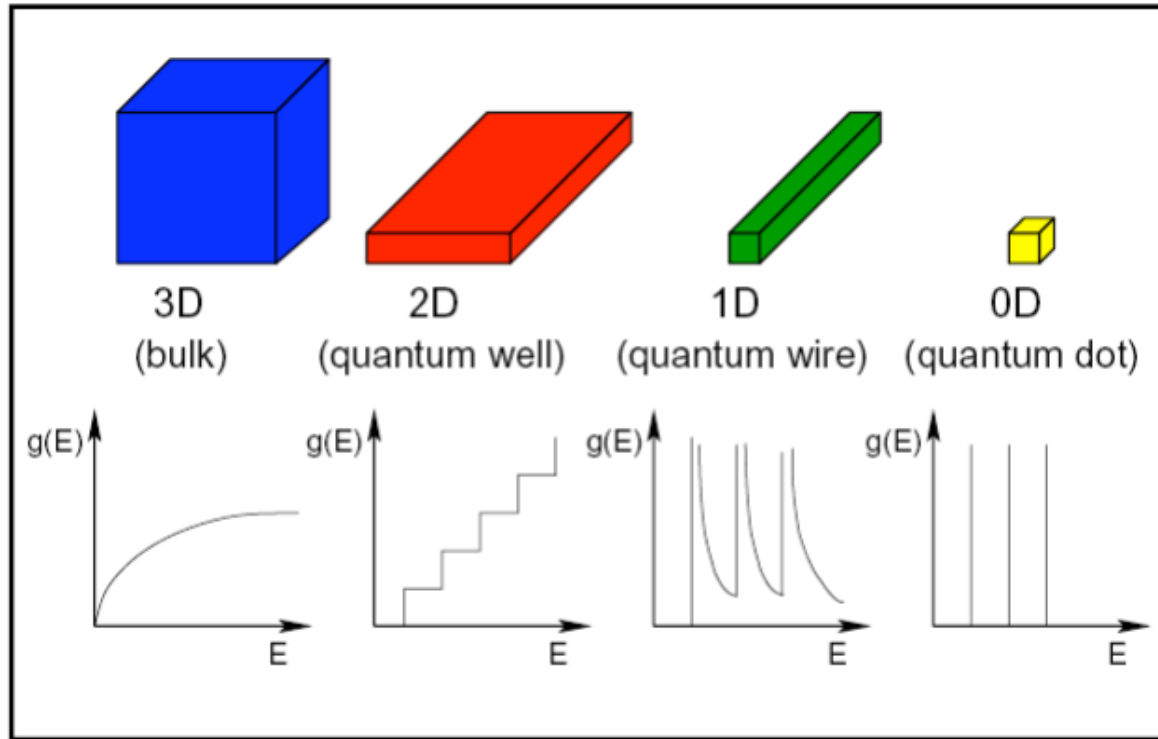 3D
(bulk)
2D
(quantum well)
1D
(quantum wire)
0D
(quantum dot)
g(E)
E
g(E)
E
g(E)
E
g(E)
E